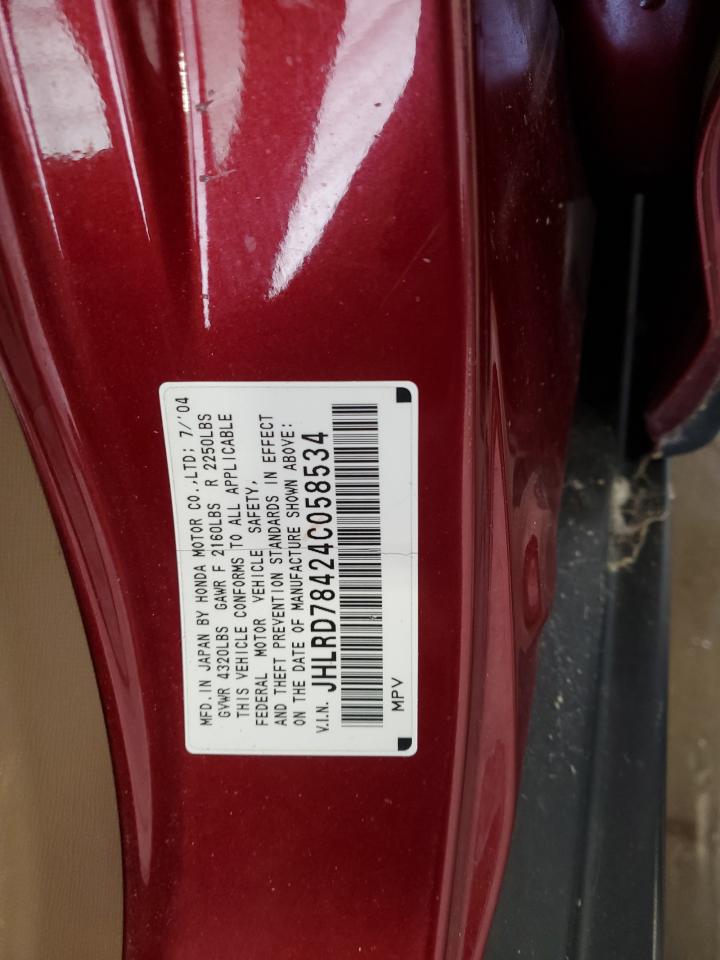 MFD. IN JAPAN BY HONDA MOTOR CO., LTD; 7/'04
GVWR 4320LBS GAWR F 2160LBS R 2250LBS
THIS VEHICLE CONFORMS TO ALL APPLICABLE
FEDERAL MOTOR VEHICLE SAFETY,
AND THEFT PREVENTION STANDARDS IN EFFECT
ON THE DATE OF MANUFACTURE SHOWN ABOVE:
V.I.N. JHLRD78424C058534
MPV